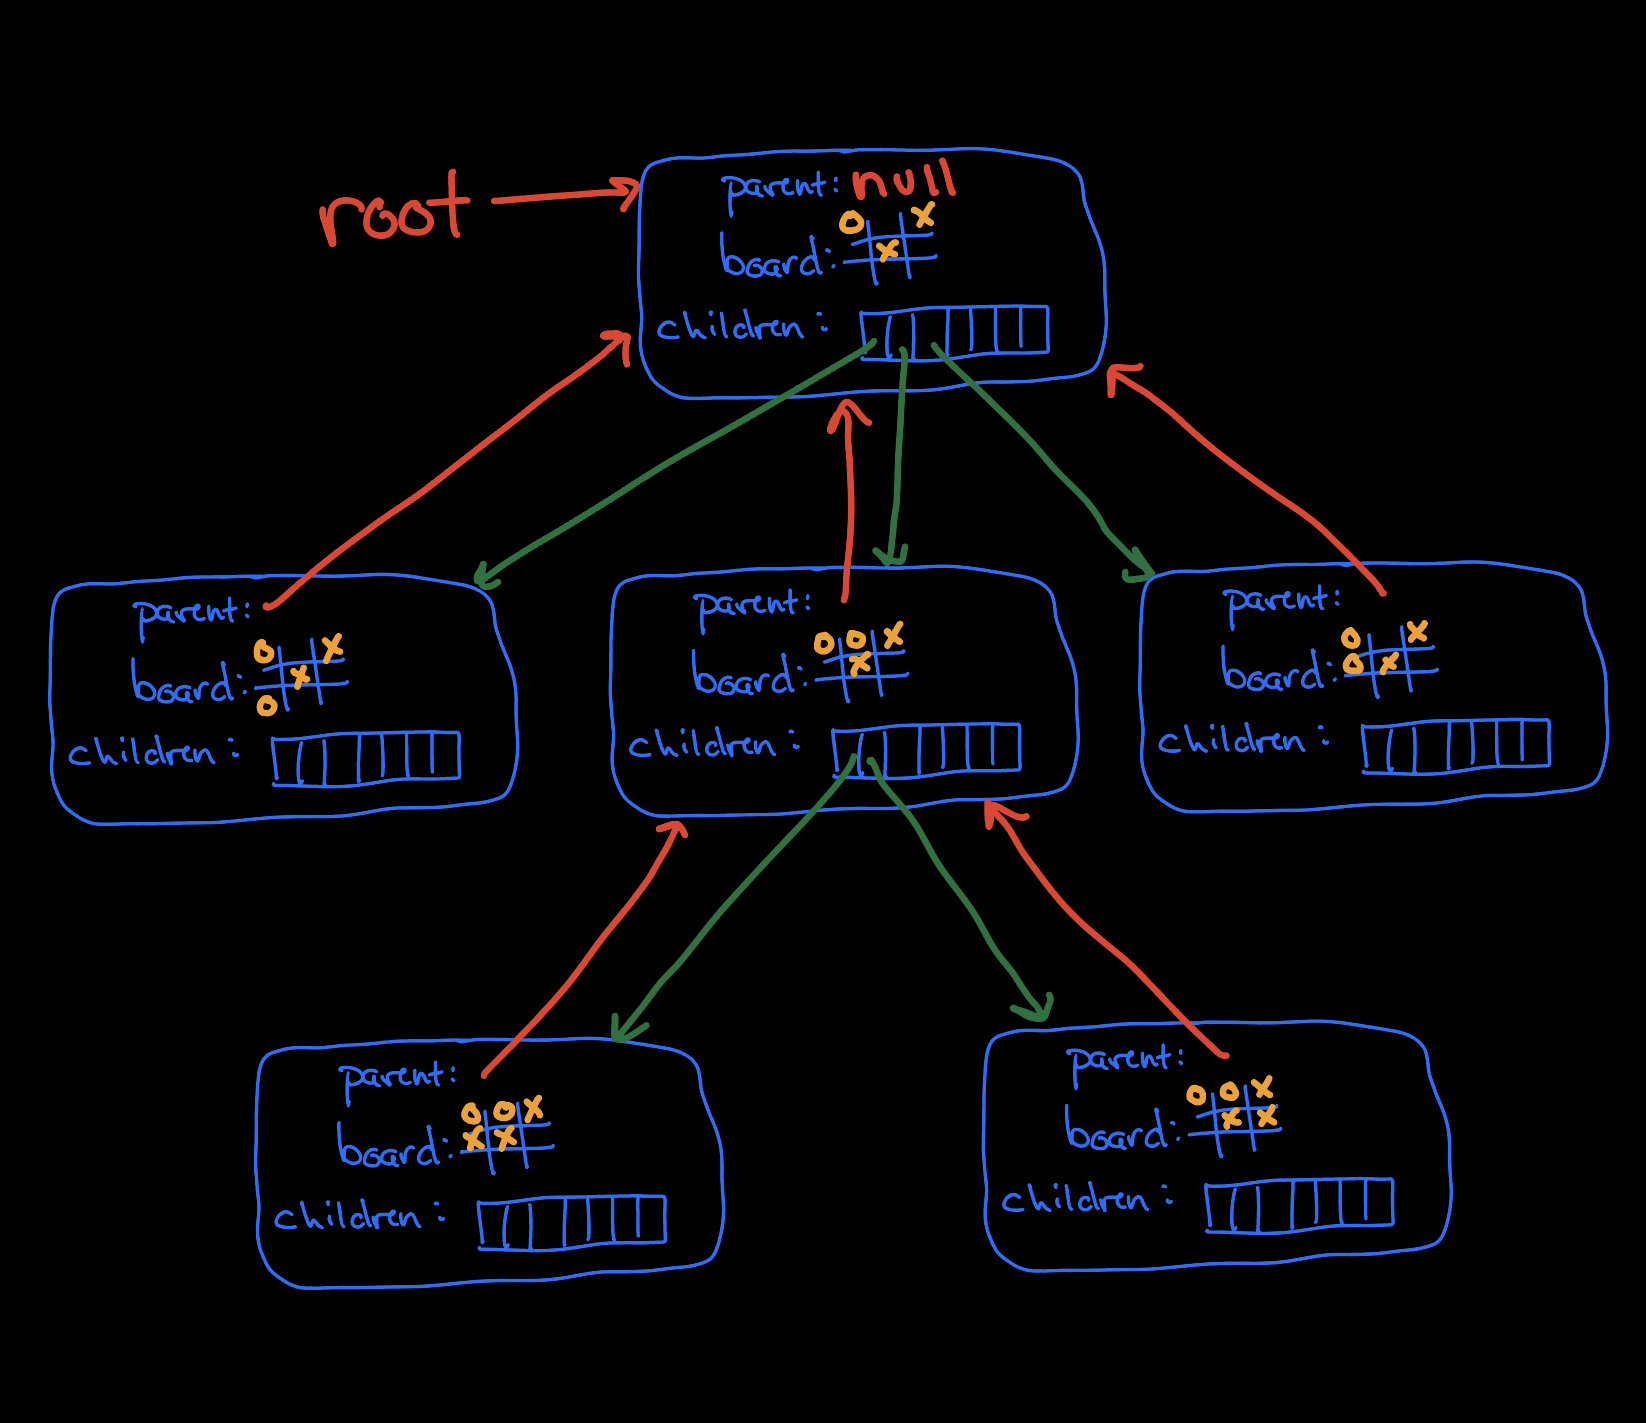 root
parent: null
board:
O X
X
children:
parent:
board:
O X
X
O
children:
parent:
board:
O O X
X
children:
parent:
board:
O X
O X
children:
parent:
board:
O O X
X X
children:
parent:
board:
O O X
X X
children: